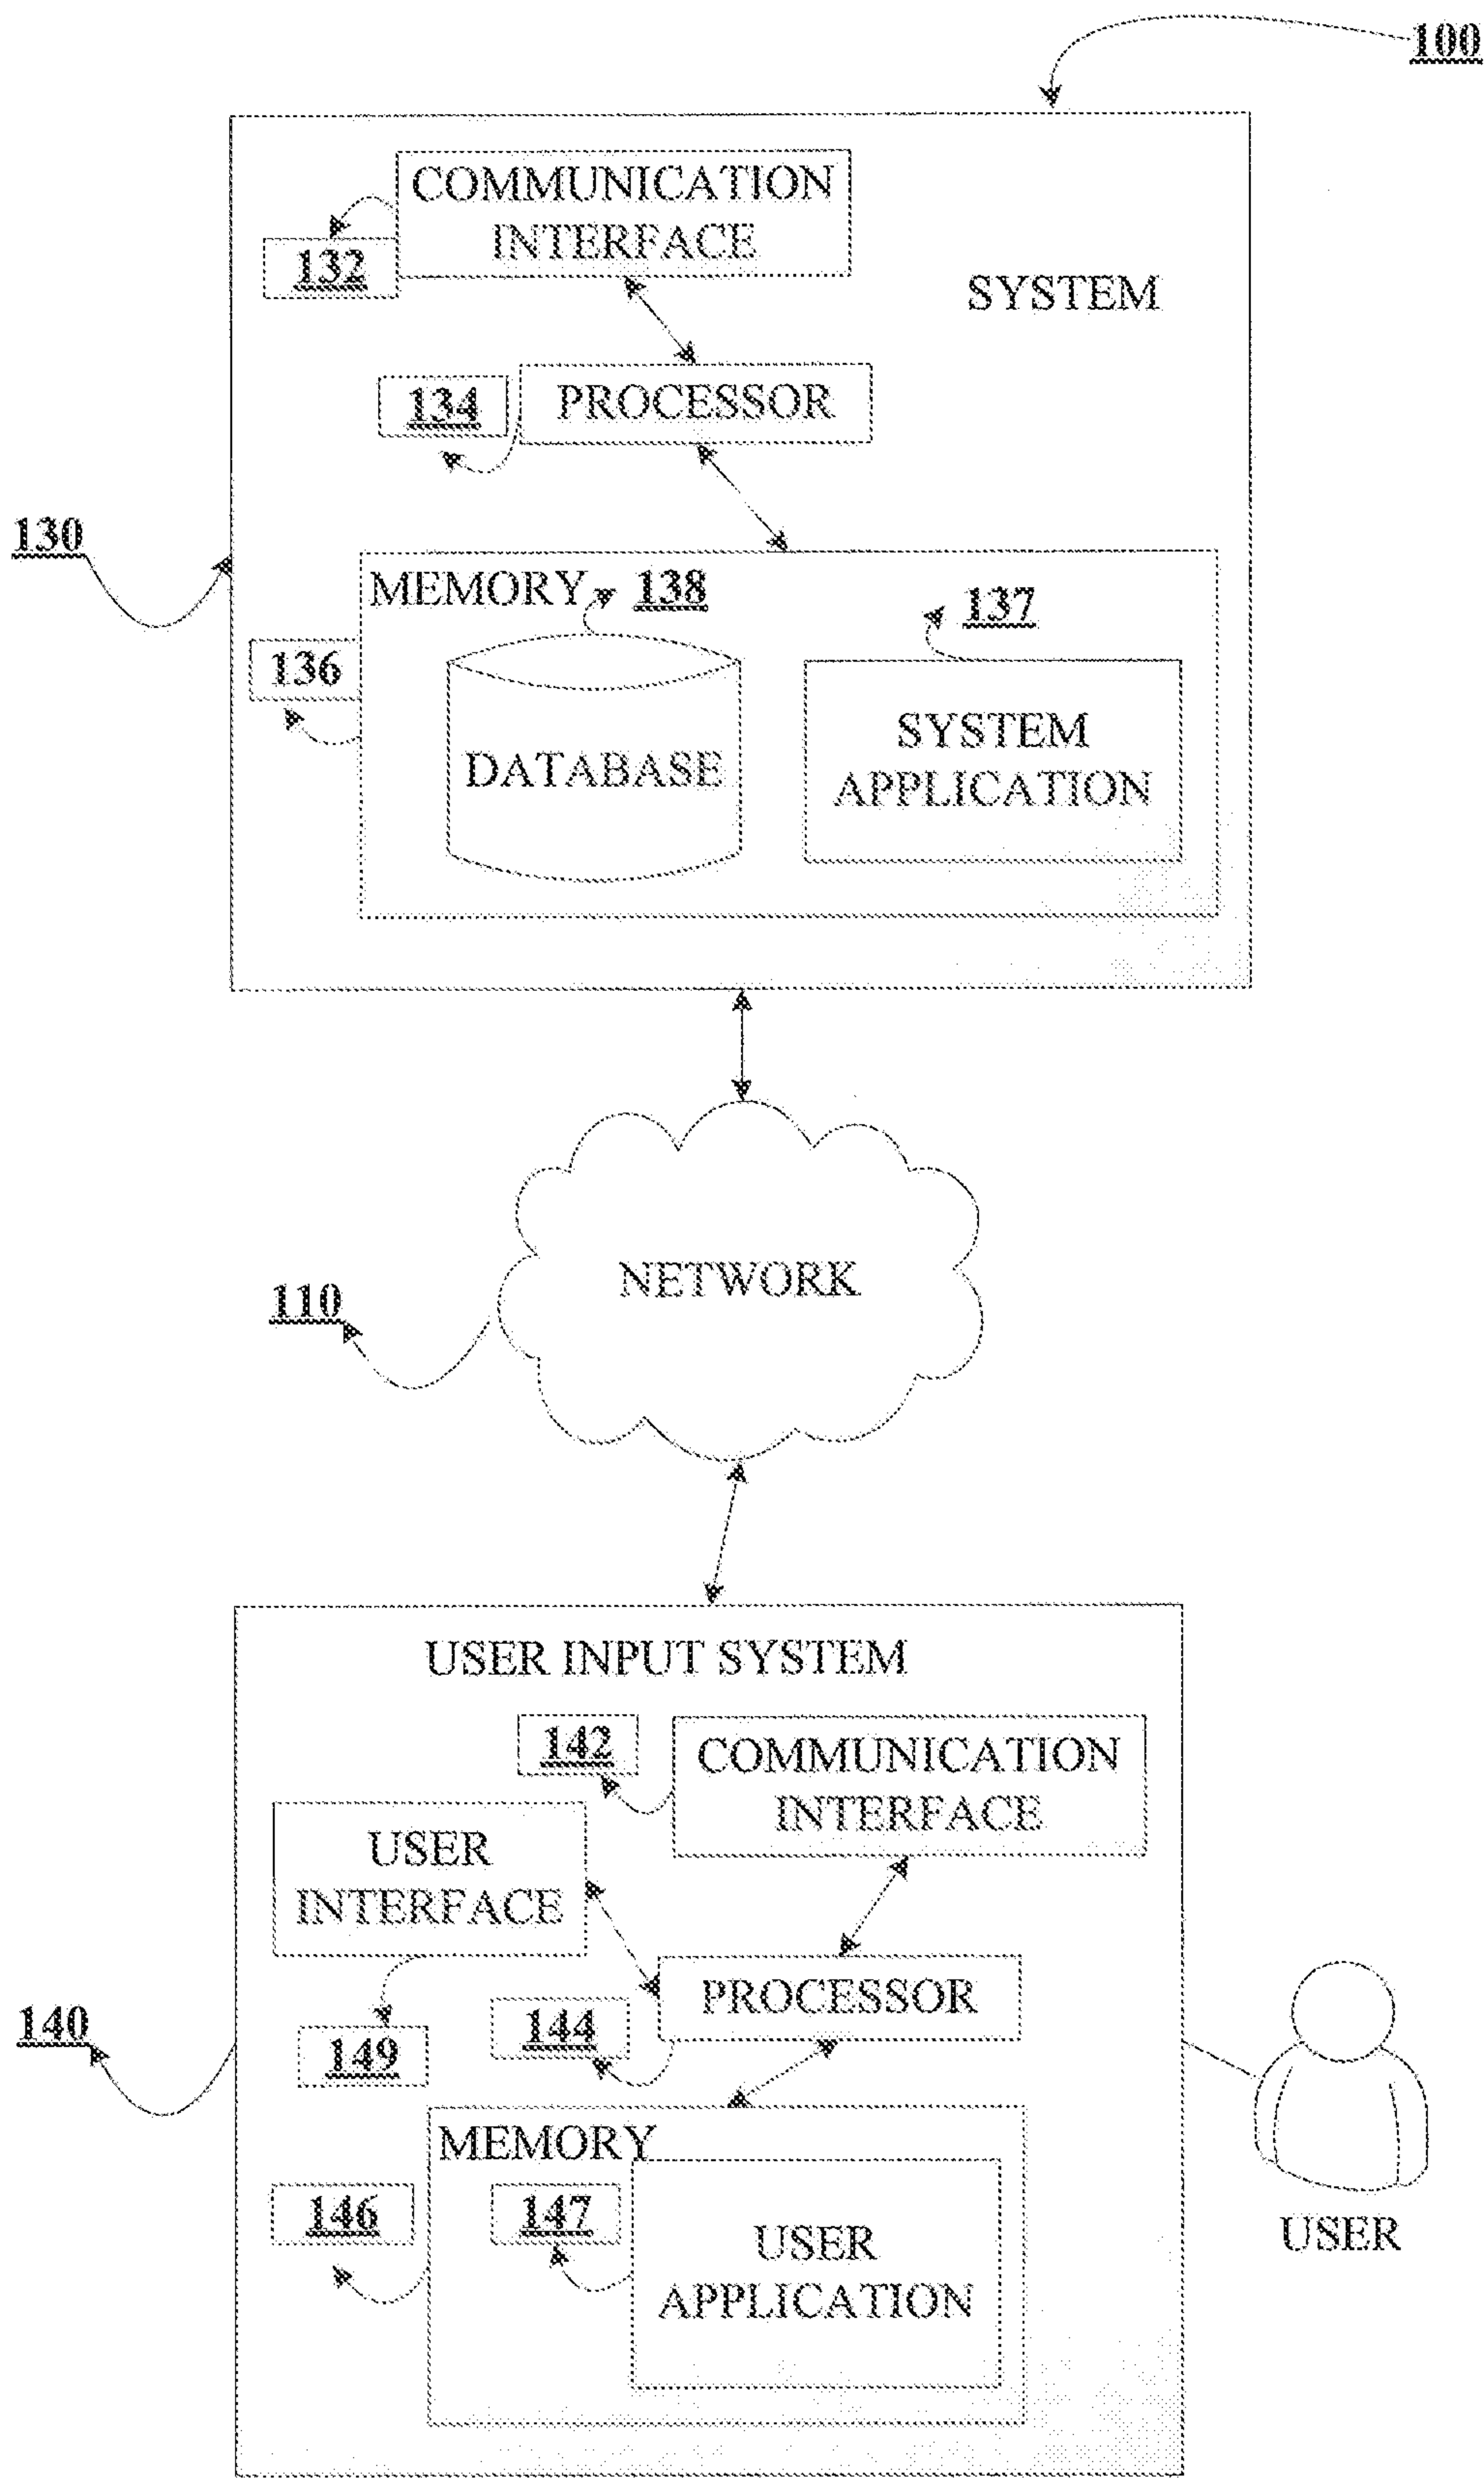 100
COMMUNICATION
INTERFACE
132
SYSTEM
134
PROCESSOR
130
MEMORY
138
137
136
DATABASE
SYSTEM
APPLICATION
NETWORK
110
USER INPUT SYSTEM
142
COMMUNICATION
INTERFACE
USER
INTERFACE
PROCESSOR
144
140
149
MEMORY
146
147
USER
APPLICATION
USER